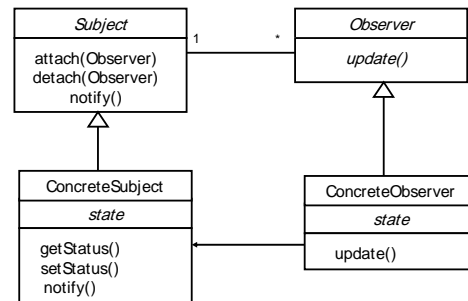 Subject
attach(Observer)
detach(Observer)
notify()
1
*
Observer
update()
ConcreteSubject
state
getStatus()
setStatus()
notify()
ConcreteObserver
state
update()